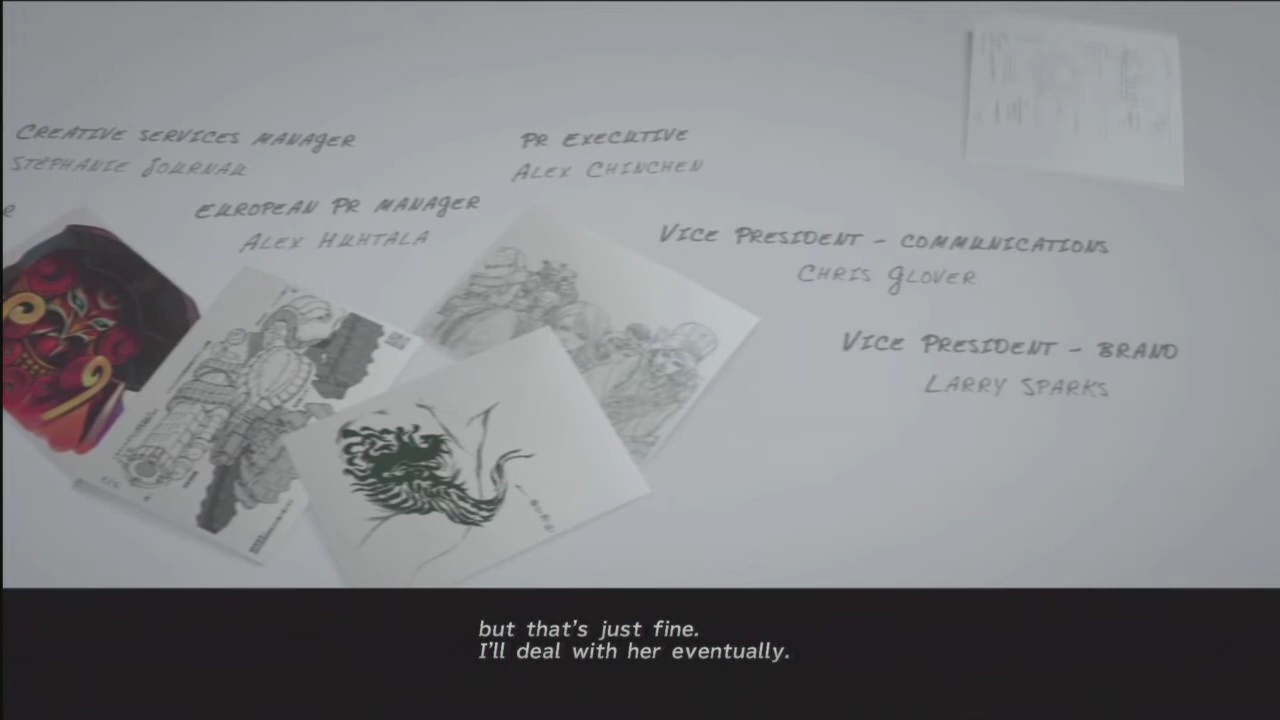 CREATIVE SERVICES MANAGER
STEPHANIE JOURNAU
PR EXECUTIVE
ALEX CHINCHEN
EUROPEAN PR MANAGER
ALEX HUHTALA
VICE PRESIDENT - COMMUNICATIONS
CHRIS GLOVER
VICE PRESIDENT - BRAND
LARRY SPARKS
but that's just fine.
I'll deal with her eventually.